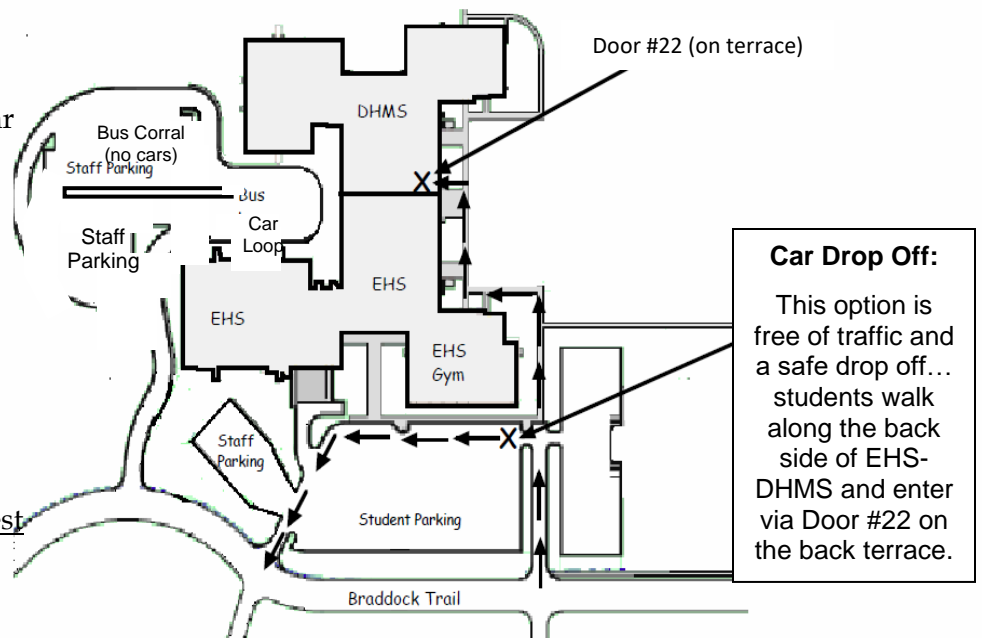 Door #22 (on terrace)
DHMS
Bus Corral
(no cars)
Staff Parking
X
Bus
Car
Loop
Staff
Parking
EHS
EHS
EHS
Gym
Car Drop Off:
This option is
free of traffic and
a safe drop off…
students walk
along the back
side of EHS-
DHMS and enter
via Door #22 on
the back terrace.
X
Staff
Parking
Student Parking
Braddock Trail